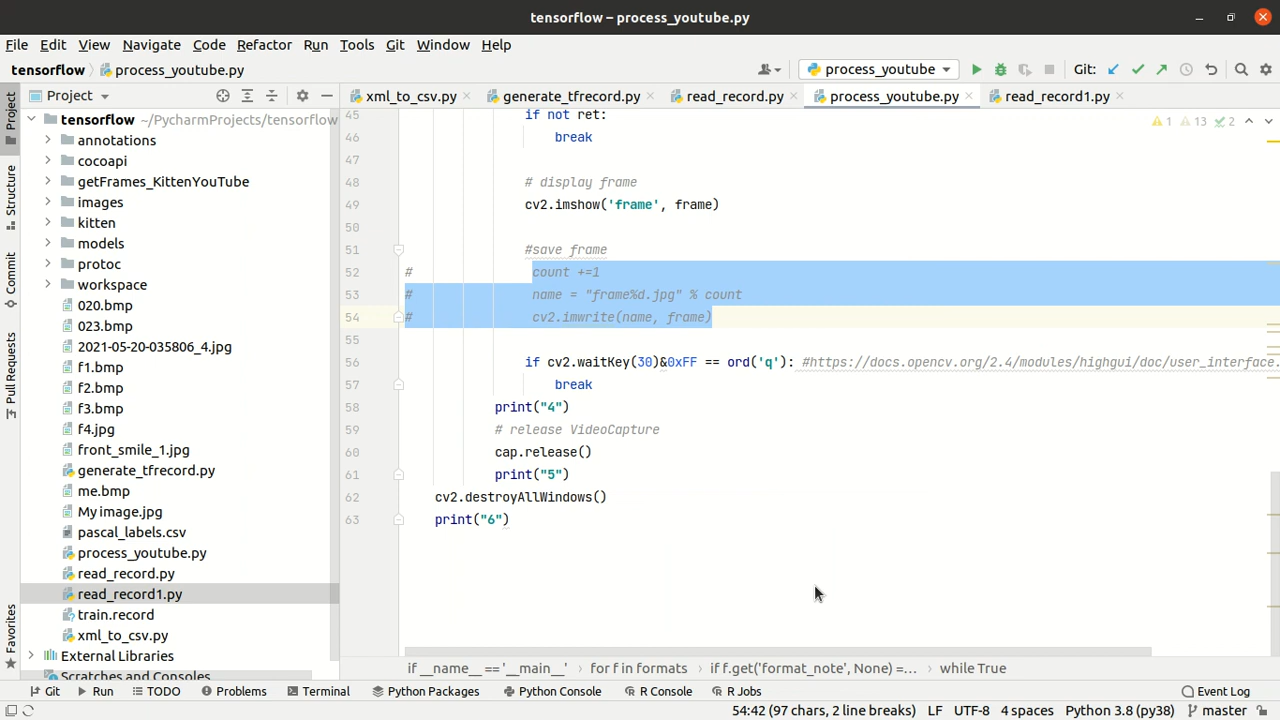 tensorflow – process_youtube.py
File Edit View Navigate Code Refactor Run Tools Git Window Help
tensorflow process_youtube.py
process_youtube Git:
Project
xml_to_csv.py generate_tfrecord.py read_record.py process_youtube.py read_record1.py
1 13 2
Project
Structure
Commit
Pull Requests
Favorites
tensorflow ~/PycharmProjects/tensorflow
annotations
cocoapi
getFrames_KittenYouTube
images
kitten
models
protoc
workspace
020.bmp
023.bmp
2021-05-20-035806_4.jpg
f1.bmp
f2.bmp
f3.bmp
f4.jpg
front_smile_1.jpg
generate_tfrecord.py
me.bmp
My image.jpg
pascal_labels.csv
process_youtube.py
read_record.py
read_record1.py
train.record
xml_to_csv.py
External Libraries
Scratches and Consoles
45 if not ret:
46 break
47
48 # display frame
49 cv2.imshow('frame', frame)
50
51 #save frame
52 # count +=1
53 # name = "frame%d.jpg" % count
54 # cv2.imwrite(name, frame)
55
56 if cv2.waitKey(30)&0xFF == ord('q'): #https://docs.opencv.org/2.4/modules/highgui/doc/user_interface.
57 break
58 print("4")
59 # release VideoCapture
60 cap.release()
61 print("5")
62 cv2.destroyAllWindows()
63 print("6")
if __name__ == '__main__' for f in formats if f.get('format_note', None) =... while True
Git Run TODO Problems Terminal Python Packages Python Console R Console R Jobs Event Log
54:42 (97 chars, 2 line breaks) LF UTF-8 4 spaces Python 3.8 (py38) master